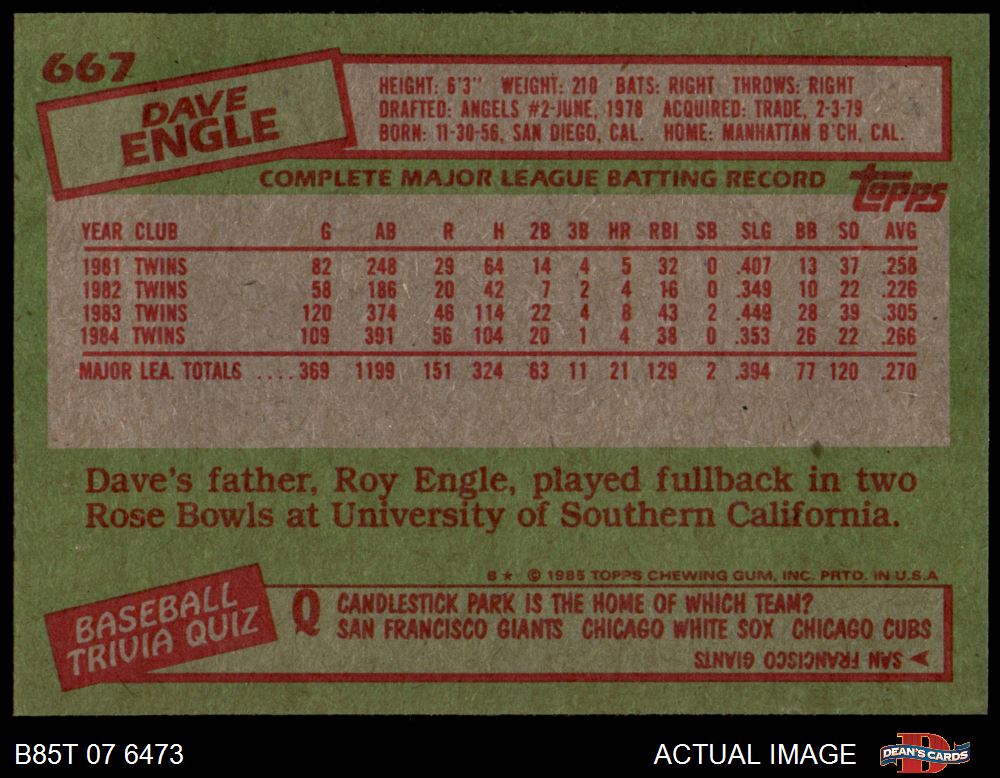 667
DAVE
ENGLE
HEIGHT: 6'3" WEIGHT: 210 BATS: RIGHT THROWS: RIGHT
DRAFTED: ANGELS #2-JUNE, 1978 ACQUIRED: TRADE, 2-3-79
BORN: 11-30-56, SAN DIEGO, CAL. HOME: MANHATTAN B'CH, CAL.
COMPLETE MAJOR LEAGUE BATTING RECORD
topps
YEAR CLUB G AB R H 2B 3B HR RBI SB SLG BB SO AVG
1981 TWINS 82 248 29 64 14 4 5 32 0 .407 13 37 .258
1982 TWINS 58 186 20 42 7 2 4 16 0 .349 10 22 .226
1983 TWINS 120 374 46 114 22 4 8 43 2 .449 28 39 .305
1984 TWINS 109 391 56 104 20 1 4 38 0 .353 26 22 .266
MAJOR LEA. TOTALS .... 369 1199 151 324 63 11 21 129 2 .394 77 120 .270
Dave's father, Roy Engle, played fullback in two
Rose Bowls at University of Southern California.
B★ © 1985 TOPPS CHEWING GUM, INC. PRTD. IN U.S.A
BASEBALL
TRIVIA QUIZ
Q CANDLESTICK PARK IS THE HOME OF WHICH TEAM?
SAN FRANCISCO GIANTS CHICAGO WHITE SOX CHICAGO CUBS
SAN FRANCISCO GIANTS
B85T 07 6473
ACTUAL IMAGE
DEAN'S CARDS